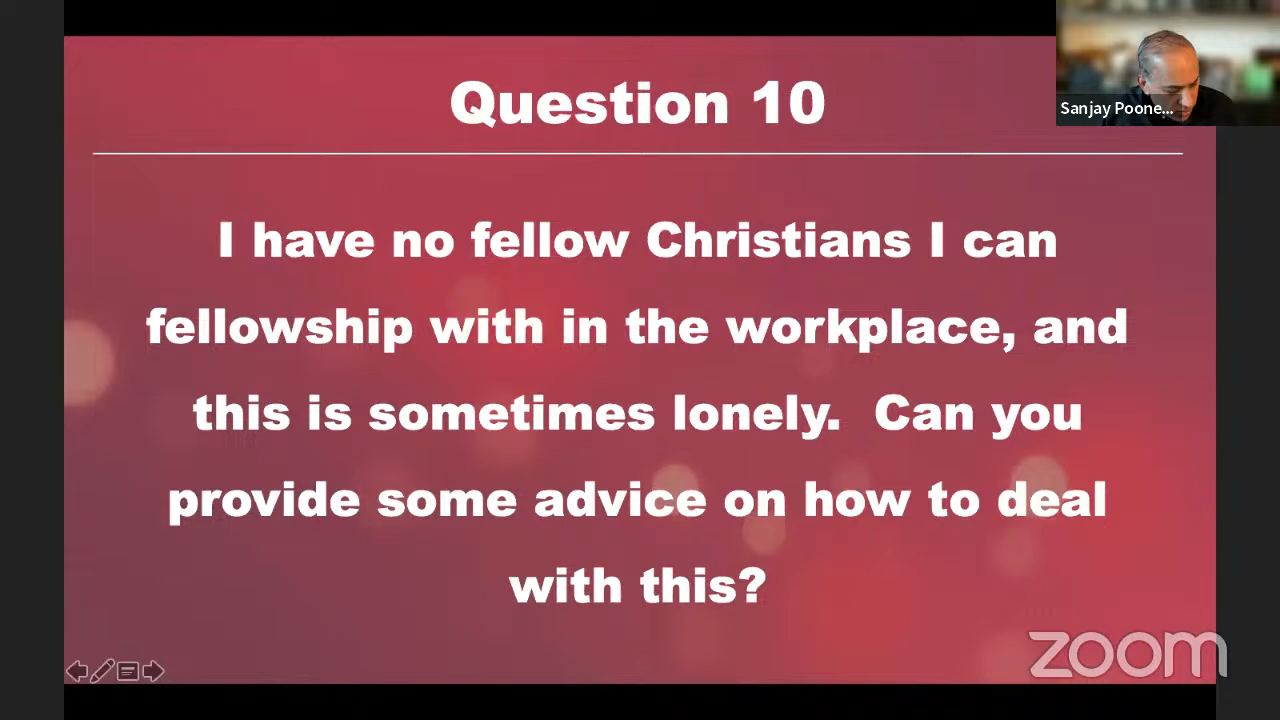 Question 10
Sanjay Poone...
I have no fellow Christians I can
fellowship with in the workplace, and
this is sometimes lonely.  Can you
provide some advice on how to deal
with this?
zoom